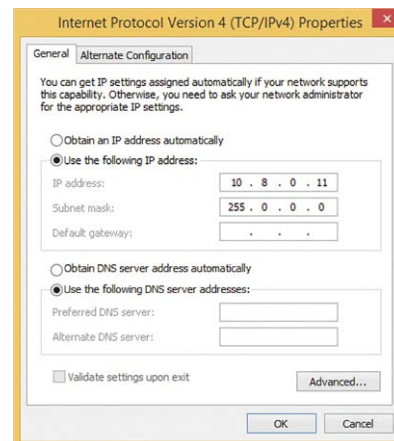 Internet Protocol Version 4 (TCP/IPv4) Properties
General
Alternate Configuration
You can get IP settings assigned automatically if your network supports
this capability. Otherwise, you need to ask your network administrator
for the appropriate IP settings.
Obtain an IP address automatically
Use the following IP address:
IP address: 10 . 8 . 0 . 11
Subnet mask: 255 . 0 . 0 . 0
Default gateway: . . .
Obtain DNS server address automatically
Use the following DNS server addresses:
Preferred DNS server:
Alternate DNS server:
Validate settings upon exit
Advanced...
OK Cancel